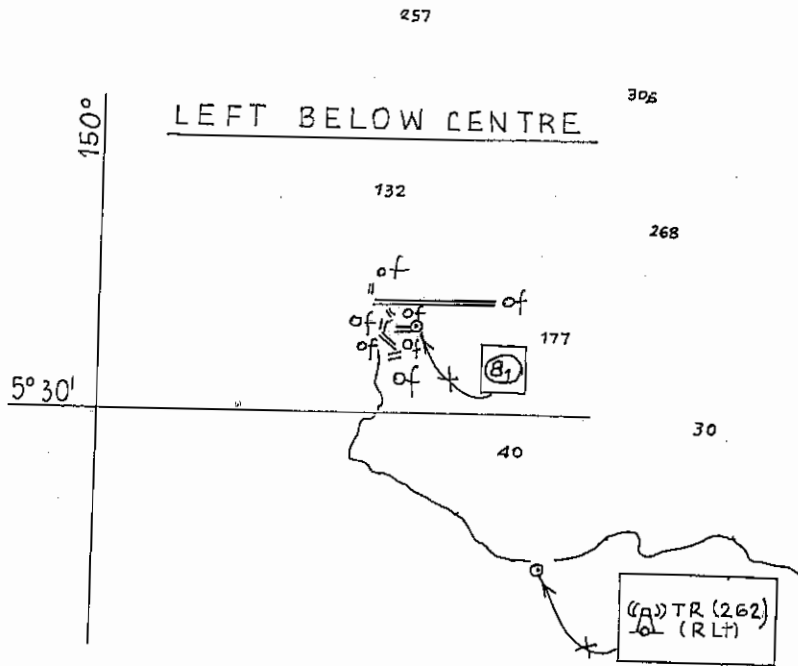 257
306
150°
LEFT BELOW CENTRE
132
268
of
of
of of
of of
177
B1
of
5° 30'
30
40
TR (262)
(RLt)